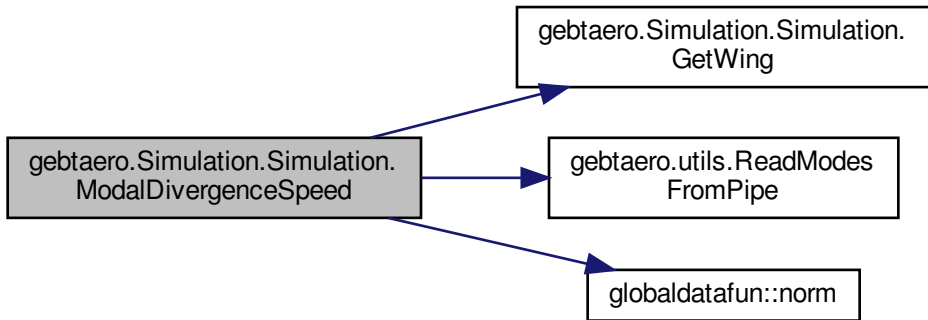 gebtaero.Simulation.Simulation.
GetWing
gebtaero.Simulation.Simulation.
ModalDivergenceSpeed
gebtaero.utils.ReadModes
FromPipe
globaldatafun::norm